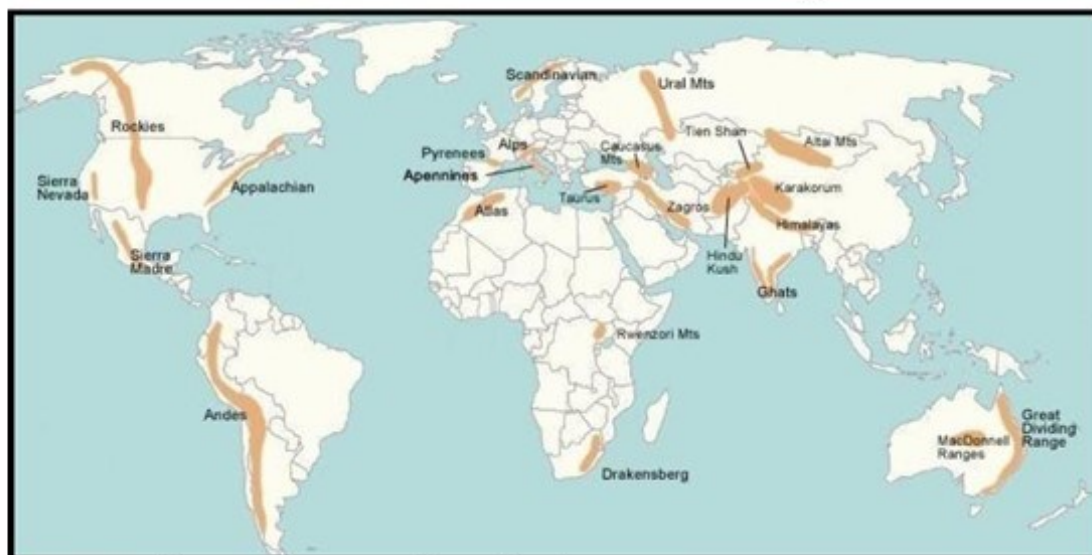 Scandinavian
Ural Mts
Rockies
Tien Shan
Altai Mts
Alps
Caucasus
Mts
Pyrenees
Apennines
Sierra
Nevada
Appalachian
Karakorum
Taurus
Zagros
Atlas
Himalayas
Sierra
Madre
Hindu
Kush
Ghats
Rwenzori Mts
Andes
Great
Dividing
Range
MacDonnell
Ranges
Drakensberg